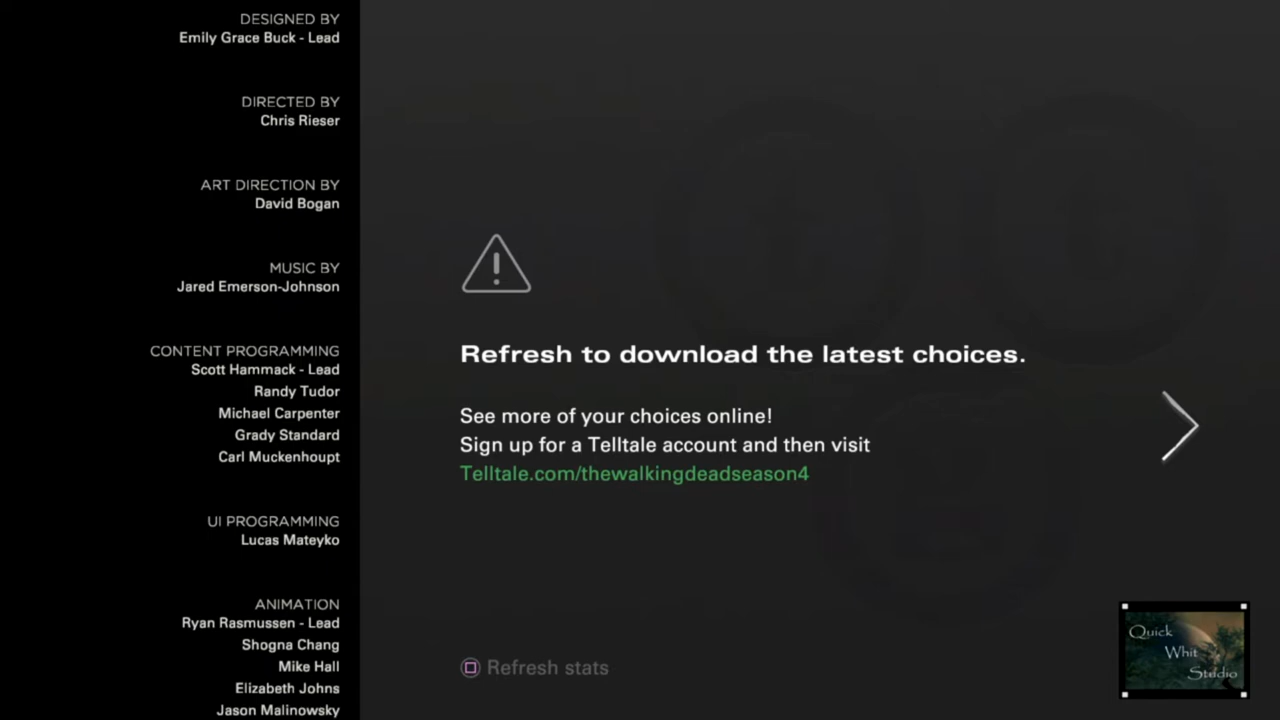 DESIGNED BY
Emily Grace Buck - Lead
DIRECTED BY
Chris Rieser
ART DIRECTION BY
David Bogan
MUSIC BY
Jared Emerson-Johnson
CONTENT PROGRAMMING
Scott Hammack - Lead
Randy Tudor
Michael Carpenter
Grady Standard
Carl Muckenhoupt
UI PROGRAMMING
Lucas Mateyko
ANIMATION
Ryan Rasmussen - Lead
Shogna Chang
Mike Hall
Elizabeth Johns
Jason Malinowsky
Refresh to download the latest choices.
See more of your choices online!
Sign up for a Telltale account and then visit
Telltale.com/thewalkingdeadseason4
Refresh stats
Quick
Whit
Studio